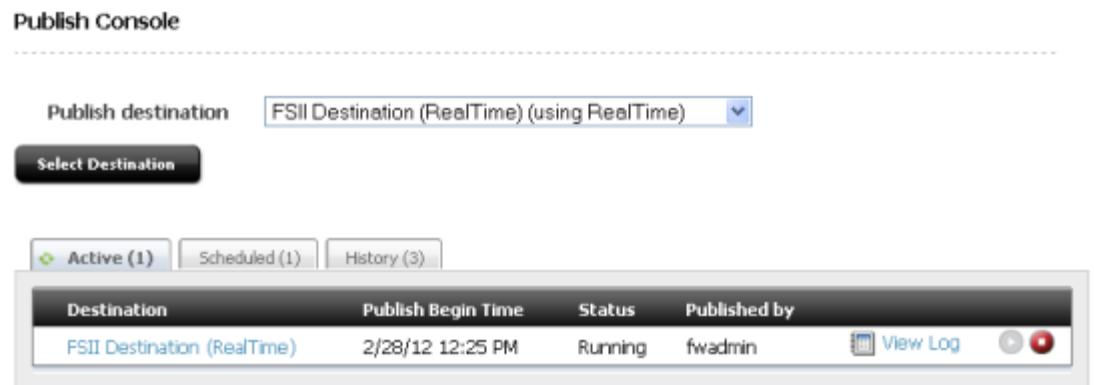 Publish Console
Publish destination FSII Destination (RealTime) (using RealTime)
Select Destination
Active (1) Scheduled (1) History (3)
Destination Publish Begin Time Status Published by
FSII Destination (RealTime) 2/28/12 12:25 PM Running fwadmin View Log